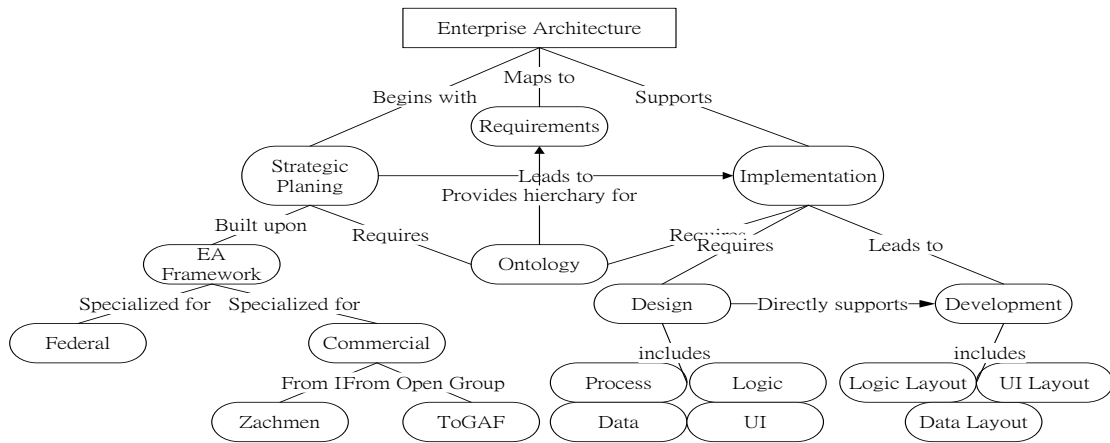 Enterprise Architecture
Maps to
Begins with
Supports
Requirements
Strategic
Planing
Leads to
Implementation
Provides hierchary for
Built upon
Requires
Requires
Requires
Leads to
EA
Framework
Ontology
Specialized for
Specialized for
Design
Directly supports
Development
Federal
Commercial
includes
includes
From I
From Open Group
Process
Logic
Logic Layout
UI Layout
Zachmen
ToGAF
Data
UI
Data Layout